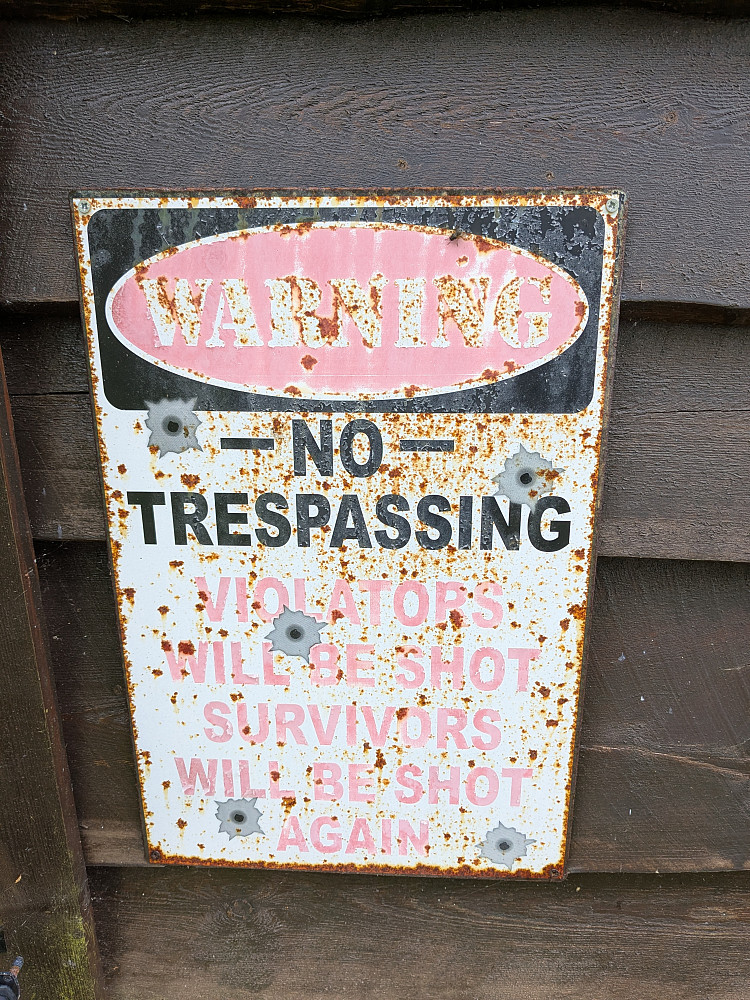 WARNING
- NO -
TRESPASSING
VIOLATORS
WILL BE SHOT
SURVIVORS
WILL BE SHOT
AGAIN